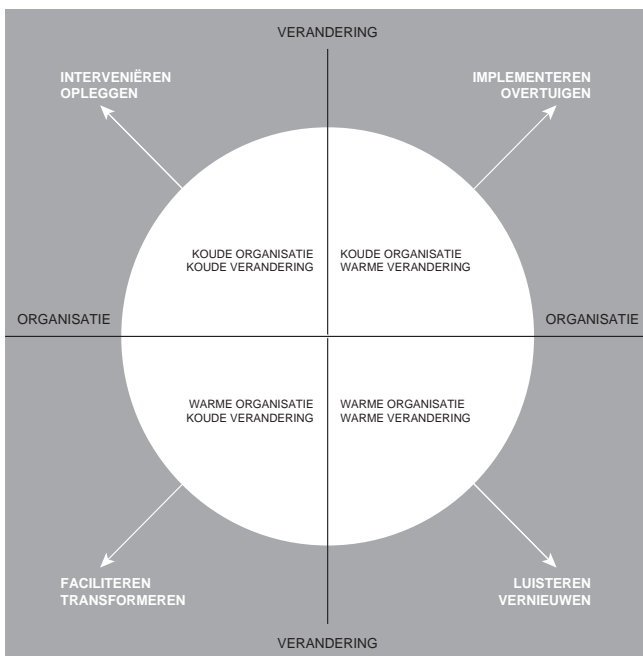 VERANDERING
INTERVENIËREN
OPLEGGEN
IMPLEMENTEREN
OVERTUIGEN
KOUDE ORGANISATIE
KOUDE VERANDERING
KOUDE ORGANISATIE
WARME VERANDERING
ORGANISATIE
ORGANISATIE
WARME ORGANISATIE
KOUDE VERANDERING
WARME ORGANISATIE
WARME VERANDERING
FACILITEREN
TRANSFORMEREN
LUISTEREN
VERNIEUWEN
VERANDERING